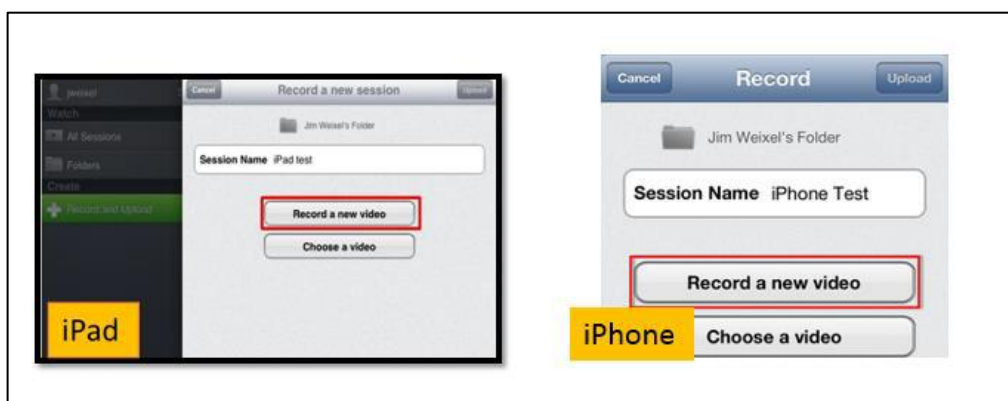 jweixel
Cancel Record a new session Upload
Watch
Jim Weixel's Folder
All Sessions
Session Name iPad test
Folders
Create
Record and Upload
Record a new video
Choose a video
iPad
Cancel Record Upload
Jim Weixel's Folder
Session Name iPhone Test
Record a new video
Choose a video
iPhone